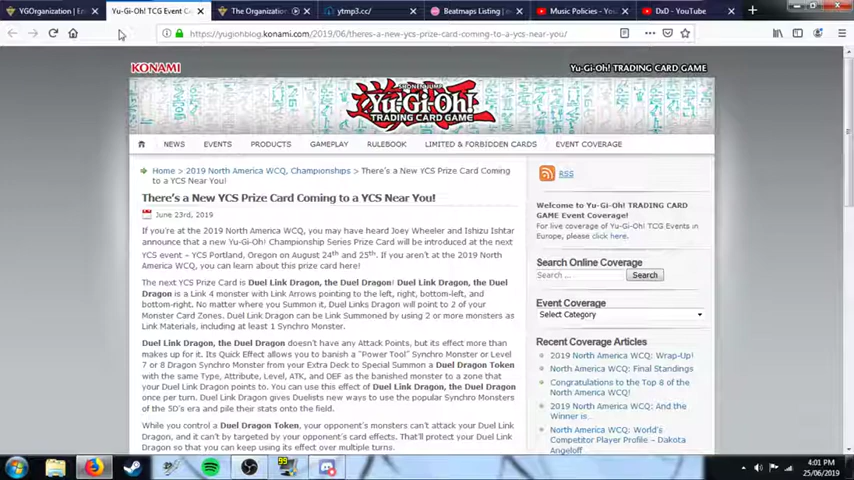 VGOrganization | En
Yu-Gi-Oh! TCG Event C
The Organization
ytmp3.cc/
Beatmaps Listing | b
Music Policies - You
DxD - YouTube
https://yugiohblog.konami.com/2019/06/theres-a-new-ycs-prize-card-coming-to-a-ycs-near-you/
KONAMI
Yu-Gi-Oh! TRADING CARD GAME
SHONEN JUMP
Yu-Gi-Oh!
TRADING CARD GAME
NEWS
EVENTS
PRODUCTS
GAMEPLAY
RULEBOOK
LIMITED & FORBIDDEN CARDS
EVENT COVERAGE
Home > 2019 North America WCQ, Championships > There's a New YCS Prize Card Coming
to a YCS Near You!
There's a New YCS Prize Card Coming to a YCS Near You!
June 23rd, 2019
If you're at the 2019 North America WCQ, you may have heard Joey Wheeler and Ishizu Ishtar
announce that a new Yu-Gi-Oh! Championship Series Prize Card will be introduced at the next
YCS event – YCS Portland, Oregon on August 24th and 25th. If you aren't at the 2019 North
America WCQ, you can learn about this prize card here!
The next YCS Prize Card is Duel Link Dragon, the Duel Dragon! Duel Link Dragon, the Duel
Dragon is a Link 4 monster with Link Arrows pointing to the left, right, bottom-left, and
bottom-right. No matter where you Summon it, Duel Links Dragon will point to 2 of your
Monster Card Zones. Duel Link Dragon can be Link Summoned by using 2 or more monsters as
Link Materials, including at least 1 Synchro Monster.
Duel Link Dragon, the Duel Dragon doesn't have any Attack Points, but its effect more than
makes up for it. Its Quick Effect allows you to banish a "Power Tool" Synchro Monster or Level
7 or 8 Dragon Synchro Monster from your Extra Deck to Special Summon a Duel Dragon Token
with the same Type, Attribute, Level, ATK, and DEF as the banished monster to a zone that
your Duel Link Dragon points to. You can use this effect of Duel Link Dragon, the Duel Dragon
once per turn. Duel Link Dragon gives Duelists new ways to use the popular Synchro Monsters
of the 5D's era and pile their stats onto the field.
While you control a Duel Dragon Token, your opponent's monsters can't attack your Duel Link
Dragon, and it can't by targeted by your opponent's card effects. That'll protect your Duel Link
Dragon so that you can keep using its effect over multiple turns.
RSS
Welcome to Yu-Gi-Oh! TRADING CARD
GAME Event Coverage!
For live coverage of Yu-Gi-Oh! TCG Events in
Europe, please click here.
Search Online Coverage
Search ...
Search
Event Coverage
Select Category
Recent Coverage Articles
2019 North America WCQ: Wrap-Up!
2019 North America WCQ: Final Standings
Congratulations to the Top 8 of the
North America WCQ!
2019 North America WCQ: And the
Winner is...
North America WCQ: World's
Competitor Player Profile – Dakota
Angeloff
99
4:01 PM
25/06/2019